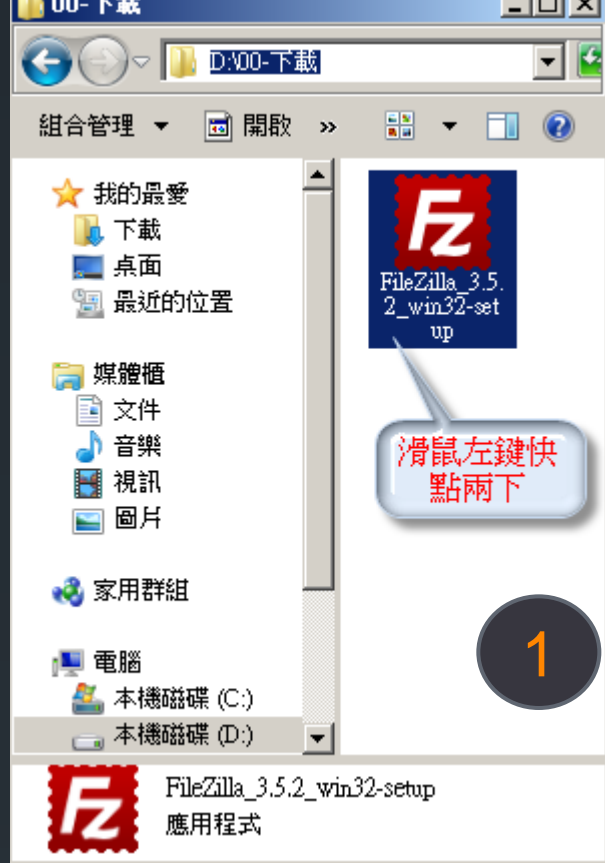 00-下載
D:\00-下載
組合管理 開啟 »
我的最愛
下載
桌面
最近的位置
媒體櫃
文件
音樂
視訊
圖片
家用群組
電腦
本機磁碟 (C:)
本機磁碟 (D:)
FZ
FileZilla_3.5.
2_win32-set
up
滑鼠左鍵快
點兩下
1
FZ
FileZilla_3.5.2_win32-setup
應用程式